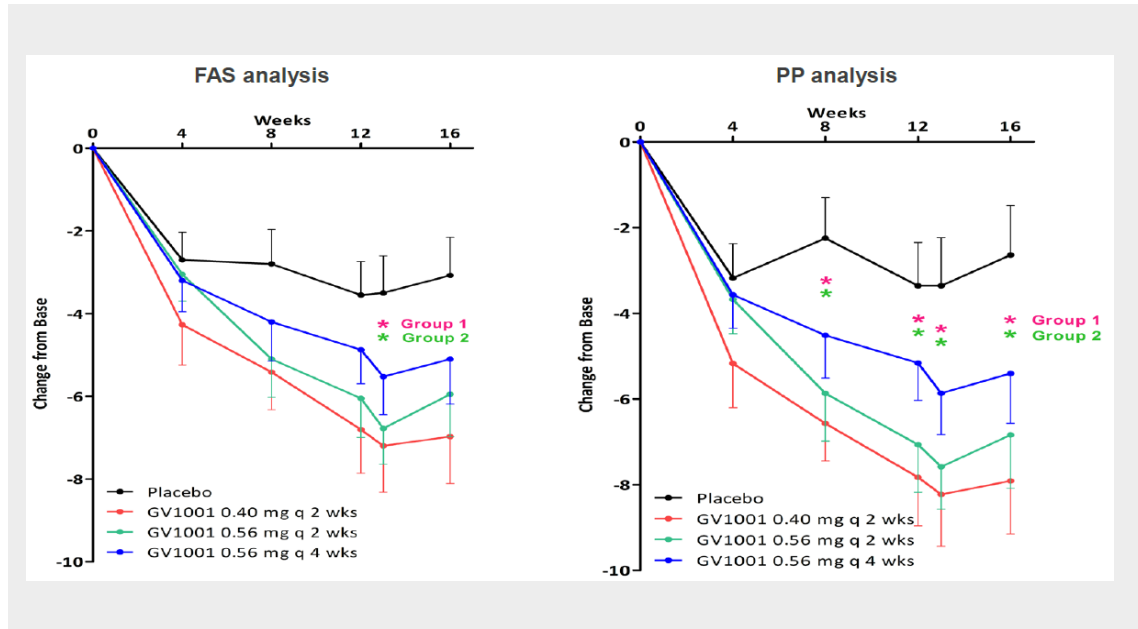 FAS analysis
Weeks
0 4 8 12 16
0
-2
-4
-6
-8
-10
Change from Base
* Group 1
* Group 2
Placebo
GV1001 0.40 mg q 2 wks
GV1001 0.56 mg q 2 wks
GV1001 0.56 mg q 4 wks
PP analysis
Weeks
0 4 8 12 16
0
-2
-4
-6
-8
-10
Change from Base
*
*
* *
* *
* Group 1
* Group 2
Placebo
GV1001 0.40 mg q 2 wks
GV1001 0.56 mg q 2 wks
GV1001 0.56 mg q 4 wks